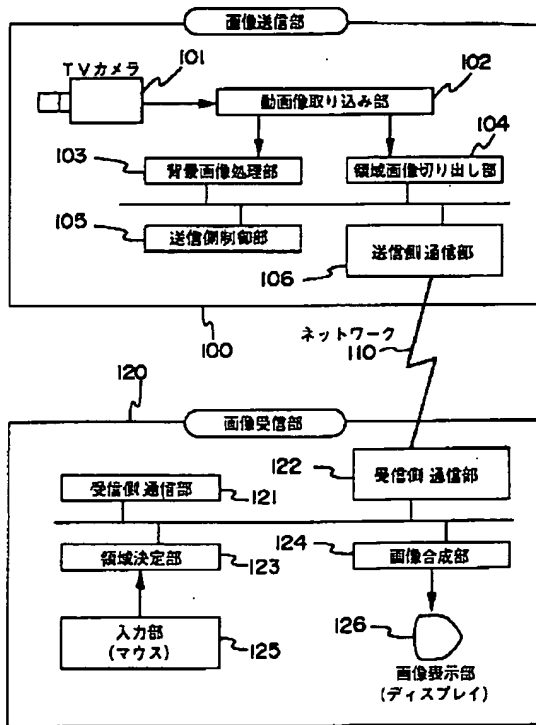 画像送信部
TVカメラ
101
102
動画像取り込み部
103
104
背景画像処理部
領域画像切り出し部
105
送信側制御部
送信側通信部
106
100
ネットワーク
110
120
画像受信部
122
受信側通信部
受信側通信部
121
124
領域決定部
123
画像合成部
入力部
(マウス)
125
126
画像表示部
(ディスプレイ)